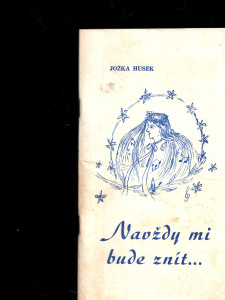 JOŽKA HUSEK
Navždy mi
bude znít...